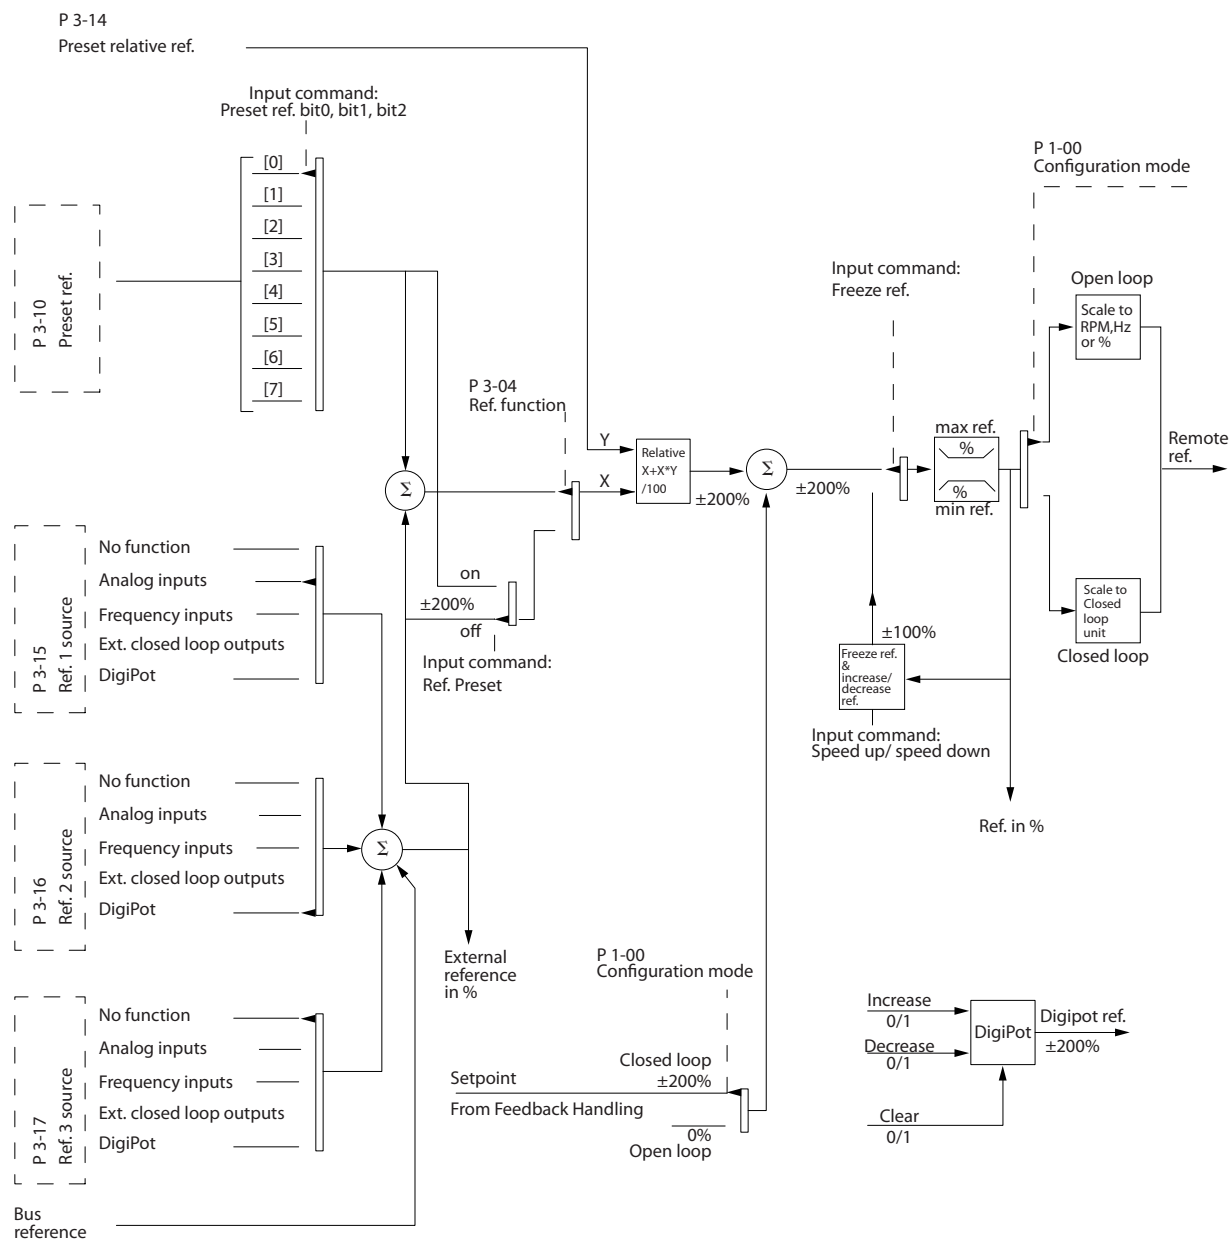 P 3-14
Preset relative ref.
Input command:
Preset ref. bit0, bit1, bit2
[0]
[1]
[2]
[3]
[4]
[5]
[6]
[7]
P 3-10
Preset ref.
P 1-00
Configuration mode
Input command:
Freeze ref.
Open loop
Scale to
RPM,Hz
or %
P 3-04
Ref. function
Y
X
Relative
X+X*Y
/100
±200%
Σ
±200%
max ref.
%
%
min ref.
Remote
ref.
Σ
on
±200%
off
Input command:
Ref. Preset
Scale to
Closed
loop
unit
Closed loop
±100%
Freeze ref.
&
increase/
decrease
ref.
Input command:
Speed up/ speed down
Ref. in %
P 3-15
Ref. 1 source
No function
Analog inputs
Frequency inputs
Ext. closed loop outputs
DigiPot
P 3-16
Ref. 2 source
No function
Analog inputs
Frequency inputs
Ext. closed loop outputs
DigiPot
Σ
External
reference
in %
P 3-17
Ref. 3 source
No function
Analog inputs
Frequency inputs
Ext. closed loop outputs
DigiPot
Bus
reference
P 1-00
Configuration mode
Closed loop
±200%
Setpoint
From Feedback Handling
0%
Open loop
Increase
0/1
Decrease
0/1
Clear
0/1
DigiPot
Digipot ref.
±200%